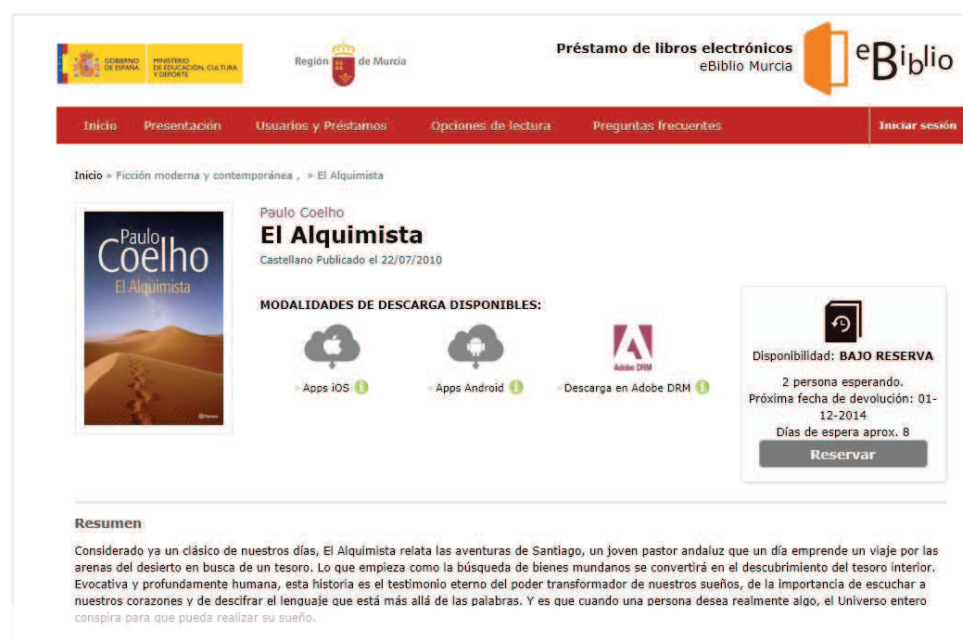 GOBIERNO DE ESPAÑA
MINISTERIO DE EDUCACIÓN, CULTURA Y DEPORTE
Región de Murcia
Préstamo de libros electrónicos
eBiblio Murcia
eBiblio
Inicio Presentación Usuarios y Préstamos Opciones de lectura Preguntas frecuentes Iniciar sesión
Inicio » Ficción moderna y contemporánea , » El Alquimista
Paulo
Coelho
El Alquimista
Planeta
Paulo Coelho
El Alquimista
Castellano Publicado el 22/07/2010
MODALIDADES DE DESCARGA DISPONIBLES:
Adobe DRM
» Apps iOS » Apps Android » Descarga en Adobe DRM
Disponibilidad: BAJO RESERVA
2 persona esperando.
Próxima fecha de devolución: 01-
12-2014
Días de espera aprox. 8
Reservar
Resumen
Considerado ya un clásico de nuestros días, El Alquimista relata las aventuras de Santiago, un joven pastor andaluz que un día emprende un viaje por las
arenas del desierto en busca de un tesoro. Lo que empieza como la búsqueda de bienes mundanos se convertirá en el descubrimiento del tesoro interior.
Evocativa y profundamente humana, esta historia es el testimonio eterno del poder transformador de nuestros sueños, de la importancia de escuchar a
nuestros corazones y de descifrar el lenguaje que está más allá de las palabras. Y es que cuando una persona desea realmente algo, el Universo entero
conspira para que pueda realizar su sueño.